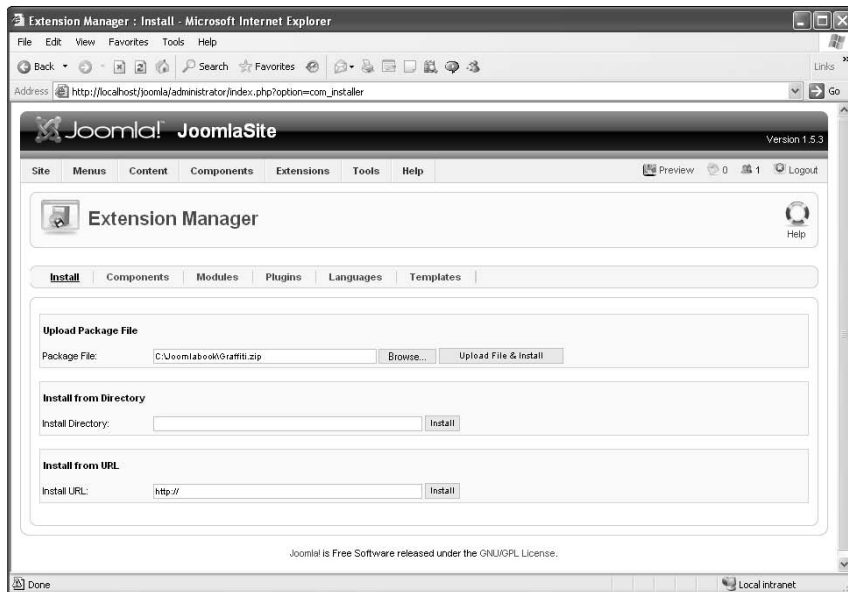 Extension Manager : Install - Microsoft Internet Explorer
File Edit View Favorites Tools Help
Back Search Favorites Links »
Address http://localhost/joomla/administrator/index.php?option=com_installer Go
Joomla! JoomlaSite
Version 1.5.3
Site Menus Content Components Extensions Tools Help Preview 0 1 Logout
Extension Manager
Help
Install Components Modules Plugins Languages Templates
Upload Package File
Package File: C:\Joomlabook\Graffiti.zip Browse... Upload File & Install
Install from Directory
Install Directory: Install
Install from URL
Install URL: http:// Install
Joomla! is Free Software released under the GNU/GPL License.
Done Local intranet